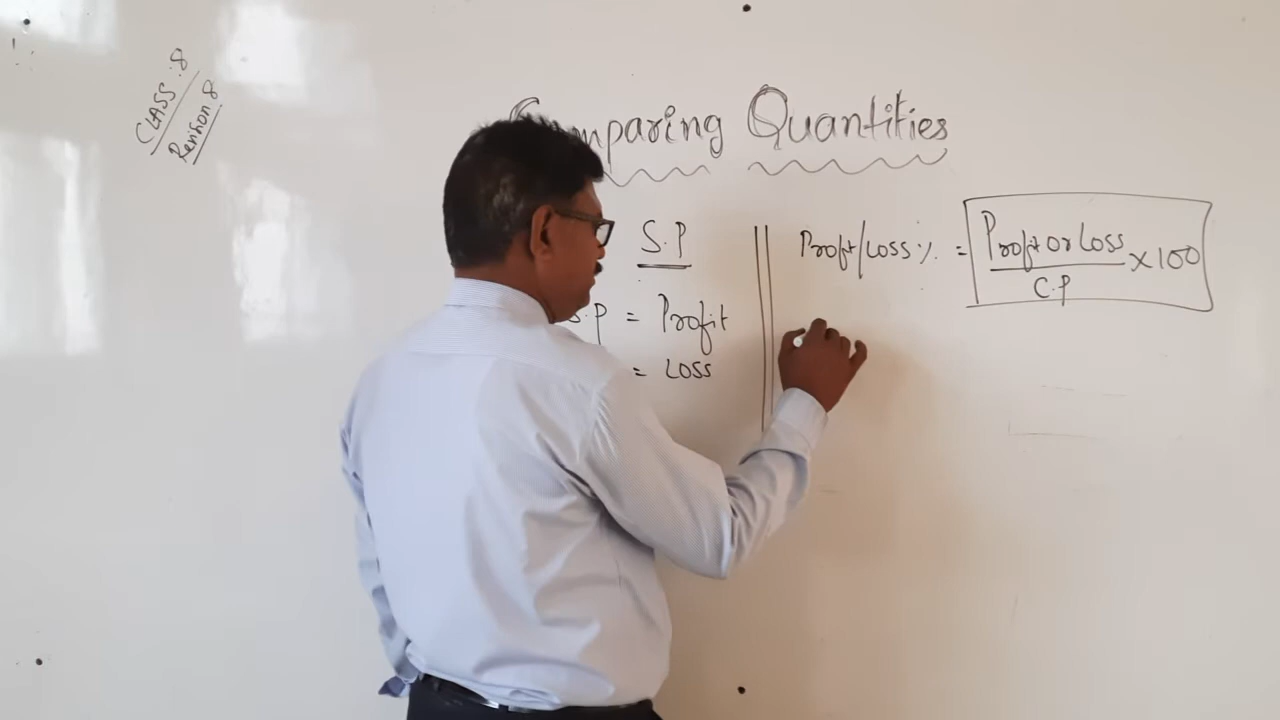 CLASS:8
Revision 8
Comparing Quantities
S.P
S.P = Profit
= Loss
Profit/Loss % = Profit or Loss / C.P × 100